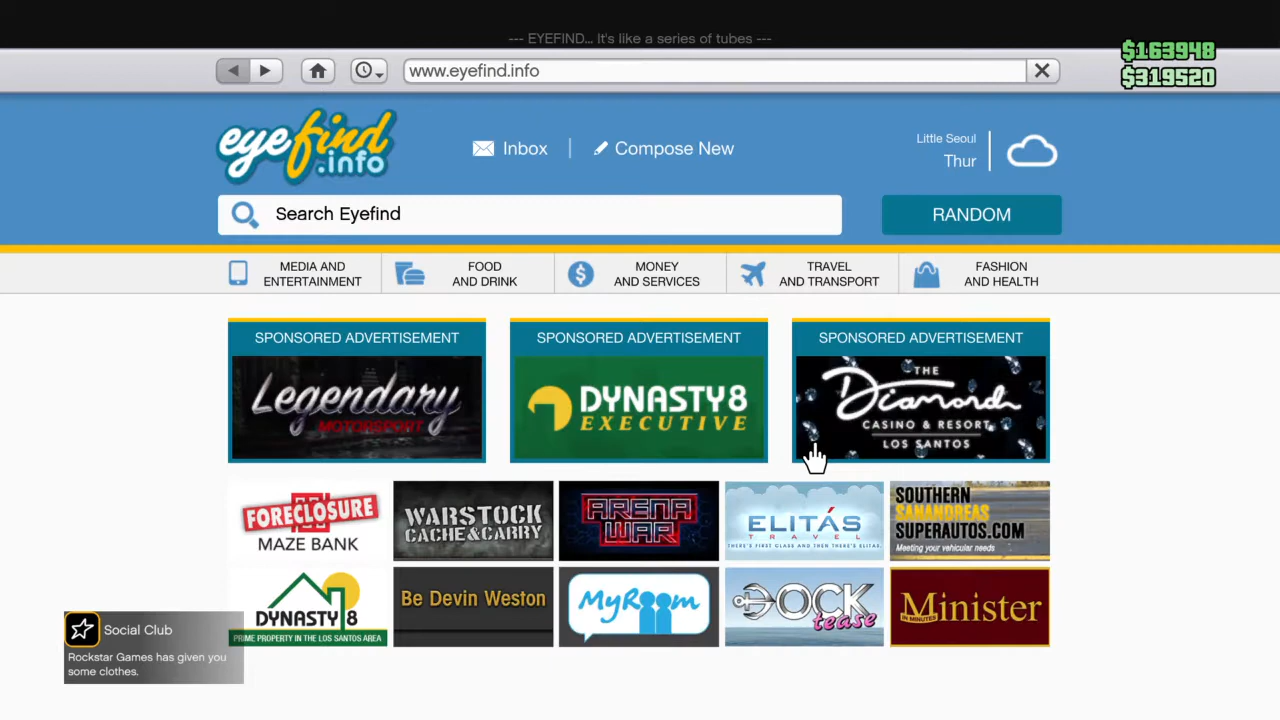 --- EYEFIND... It's like a series of tubes ---
$163948
www.eyefind.info
$319520
eyefind
.info
Inbox
Compose New
Little Seoul
Thur
Search Eyefind
RANDOM
MEDIA AND
ENTERTAINMENT
FOOD
AND DRINK
MONEY
AND SERVICES
TRAVEL
AND TRANSPORT
FASHION
AND HEALTH
SPONSORED ADVERTISEMENT
Legendary
MOTORSPORT
SPONSORED ADVERTISEMENT
DYNASTY8
EXECUTIVE
SPONSORED ADVERTISEMENT
THE
Diamond
CASINO & RESORT
LOS SANTOS
FORECLOSURE
MAZE BANK
WARSTOCK
CACHE&CARRY
ARENA
WAR
ELITÁS
TRAVEL
THERE'S FIRST CLASS AND THEN THERE'S ELITAS.
SOUTHERN
SANANDREAS
SUPERAUTOS.COM
Meeting your vehicular needs
DYNASTY 8
PRIME PROPERTY IN THE LOS SANTOS AREA
Be Devin Weston
MyRoom
DOCK
tease
IN MINUTES
Minister
Social Club
Rockstar Games has given you
some clothes.